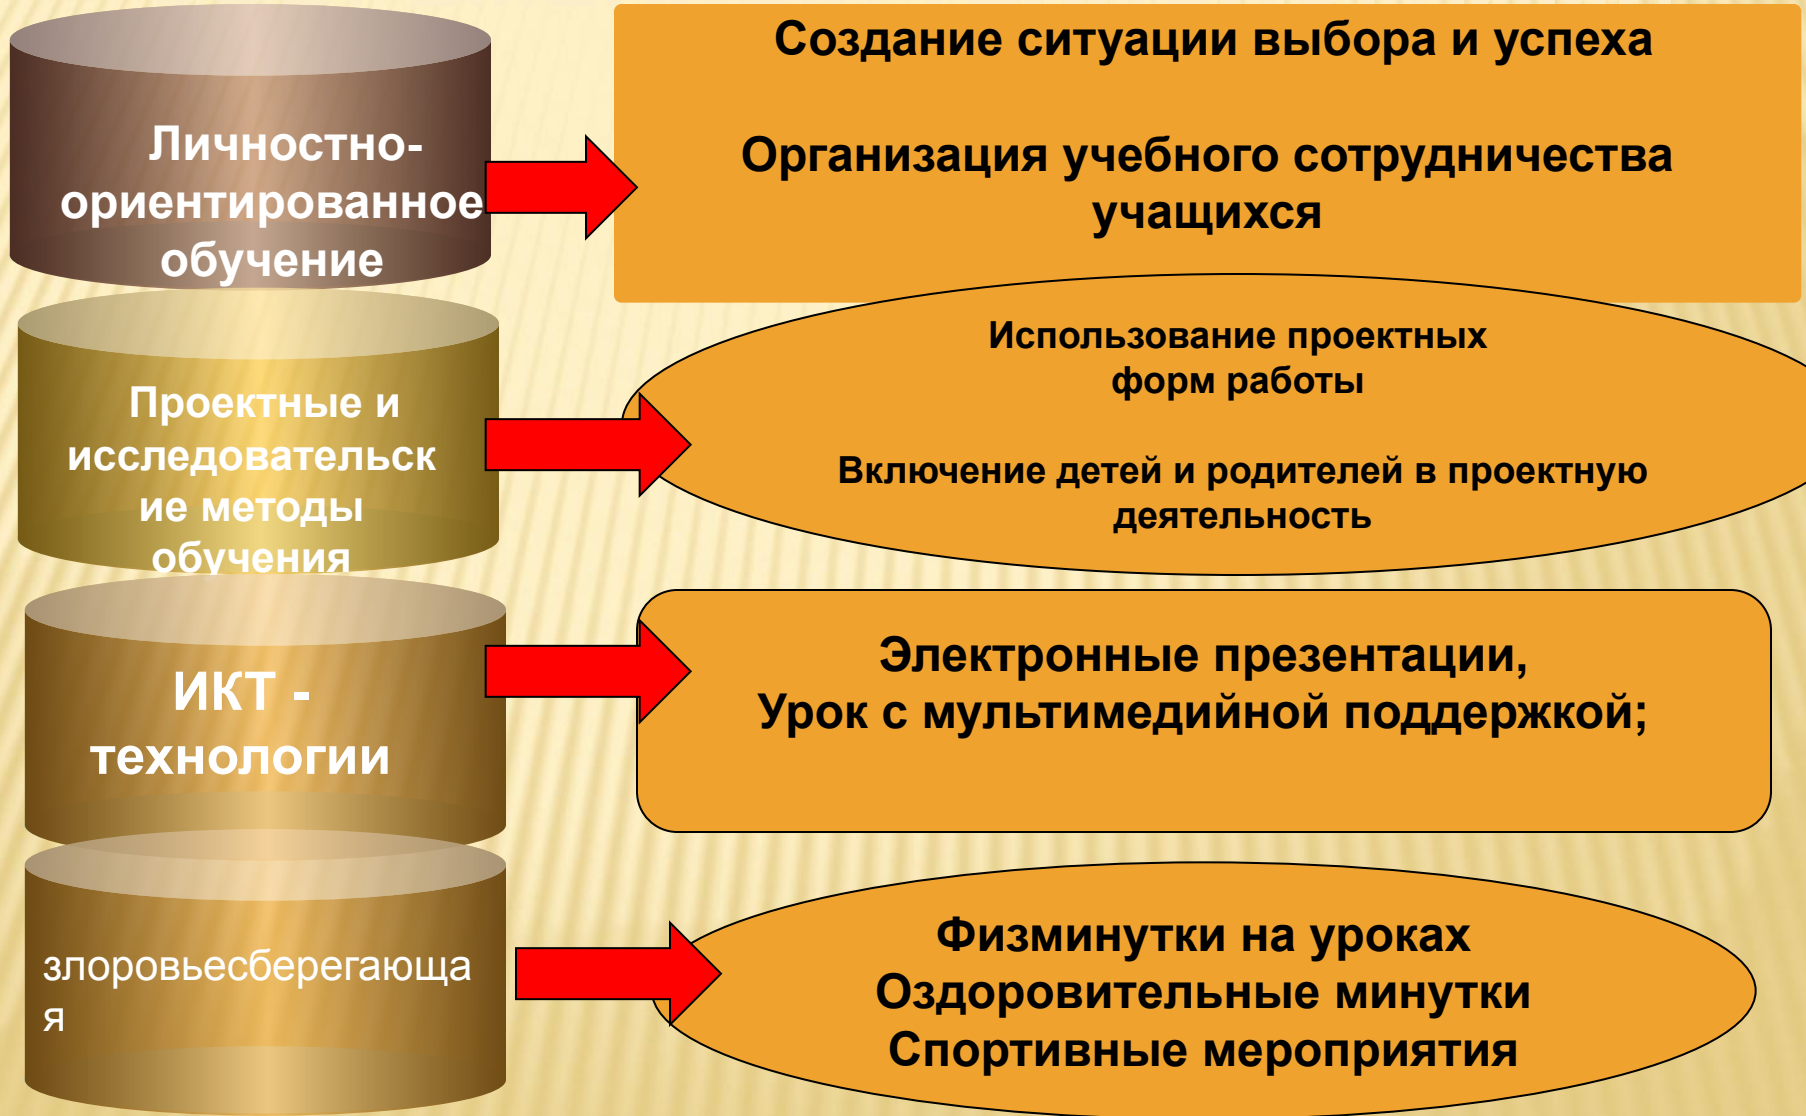 Личностно-
ориентированное
обучение
Создание ситуации выбора и успеха
Организация учебного сотрудничества
учащихся
Проектные и
исследовательск
ие методы
обучения
Использование проектных
форм работы
Включение детей и родителей в проектную
деятельность
ИКТ -
технологии
Электронные презентации,
Урок с мультимедийной поддержкой;
злоровьесберегающа
я
Физминутки на уроках
Оздоровительные минутки
Спортивные мероприятия